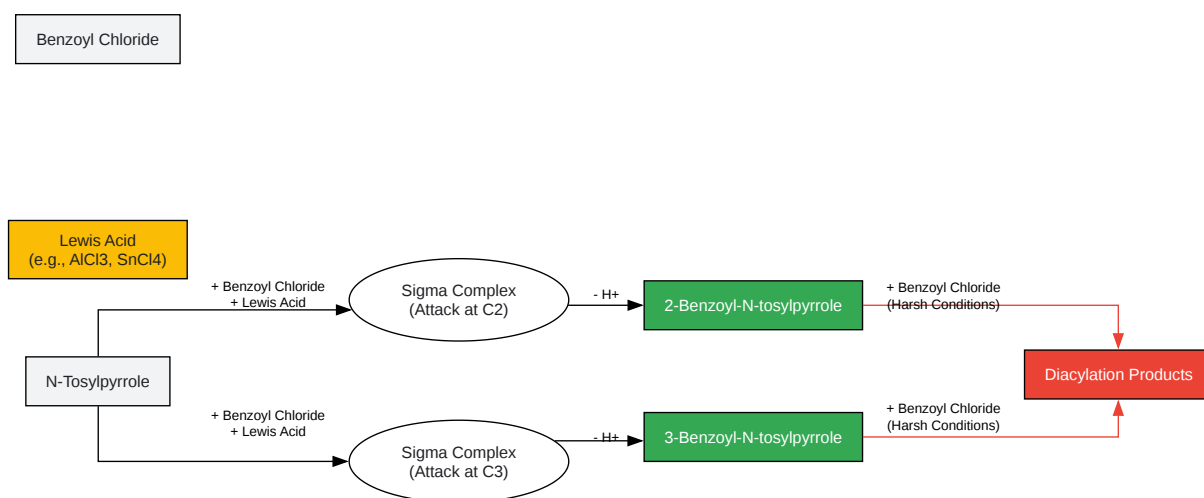 Benzoyl Chloride
Lewis Acid
(e.g., AlCl3, SnCl4)
N-Tosylpyrrole
+ Benzoyl Chloride
+ Lewis Acid
Sigma Complex
(Attack at C2)
- H+
2-Benzoyl-N-tosylpyrrole
+ Benzoyl Chloride
(Harsh Conditions)
+ Benzoyl Chloride
+ Lewis Acid
Sigma Complex
(Attack at C3)
- H+
3-Benzoyl-N-tosylpyrrole
+ Benzoyl Chloride
(Harsh Conditions)
Diacylation Products